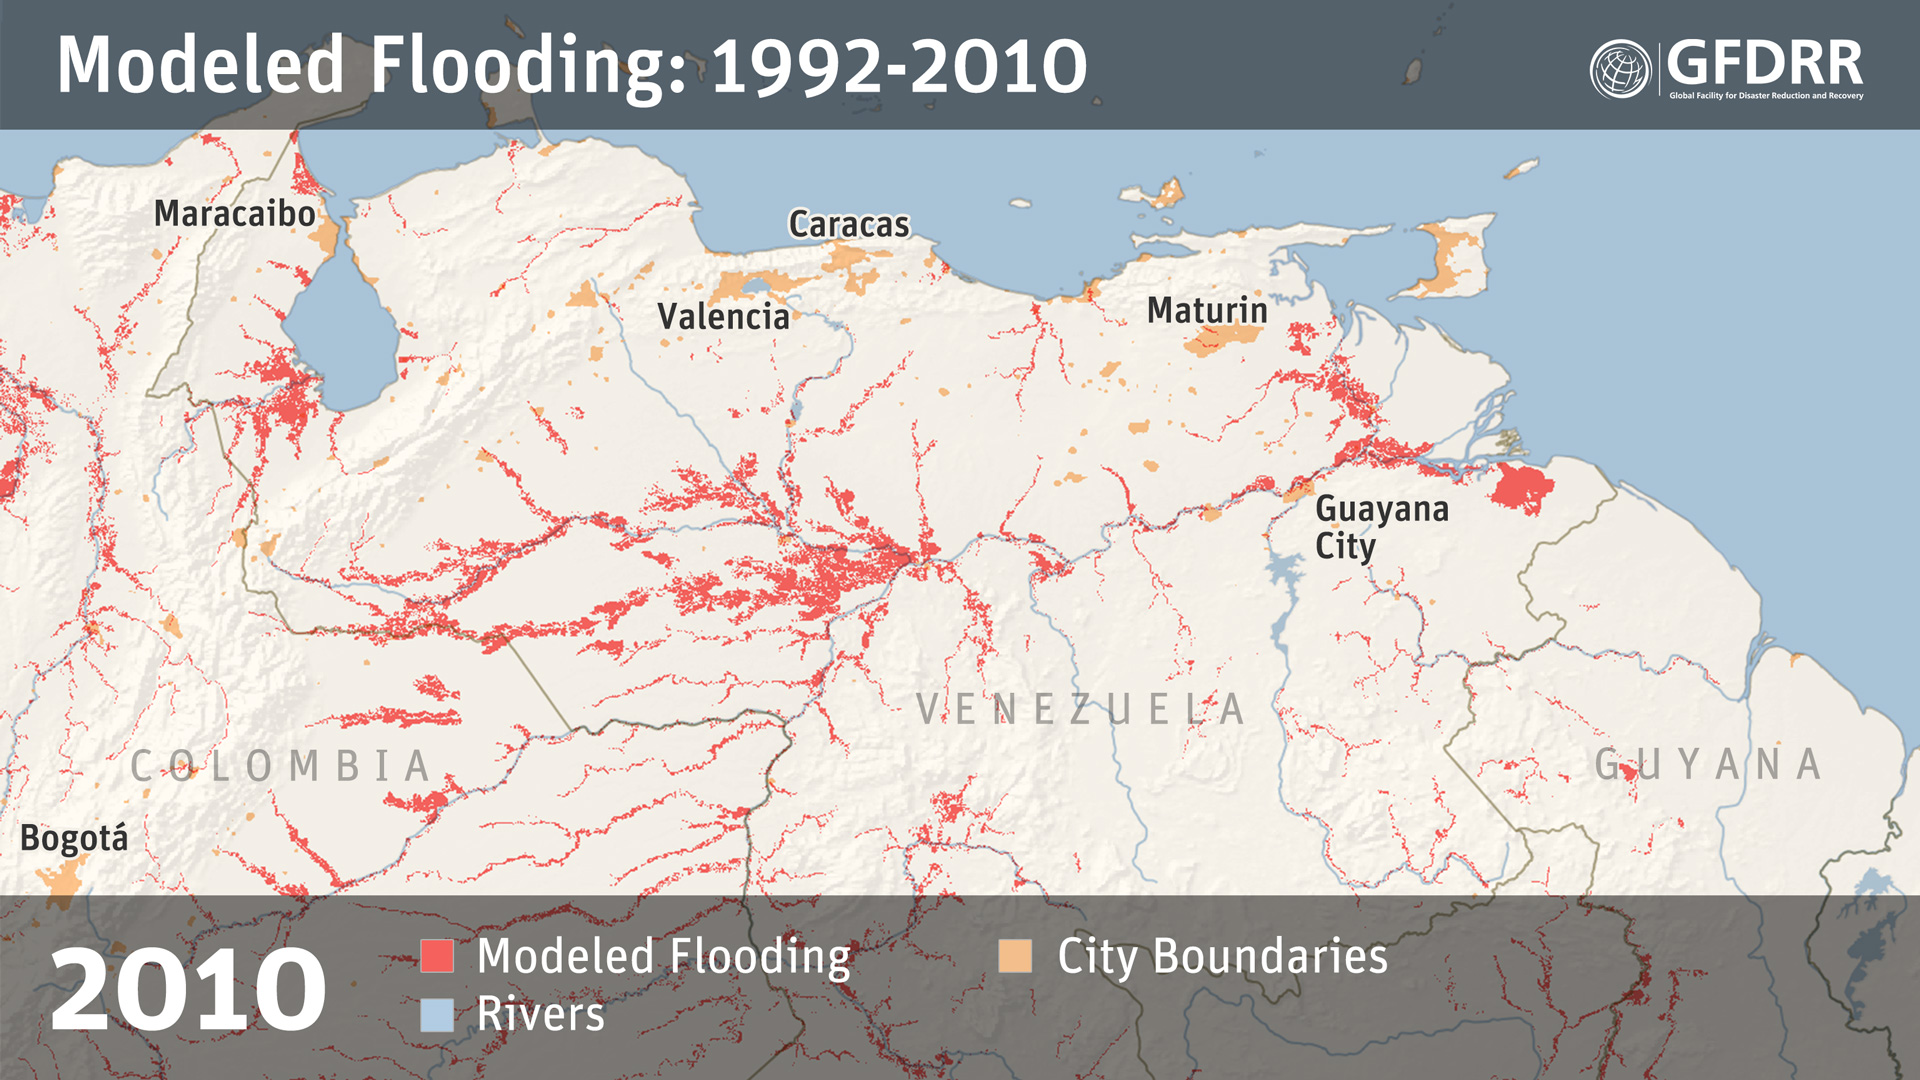 Modeled Flooding: 1992-2010
GFDRR
Global Facility for Disaster Reduction and Recovery
Maracaibo
Caracas
Valencia
Maturin
Guayana
City
VENEZUELA
COLOMBIA
GUYANA
Bogotá
2010
Modeled Flooding
City Boundaries
Rivers